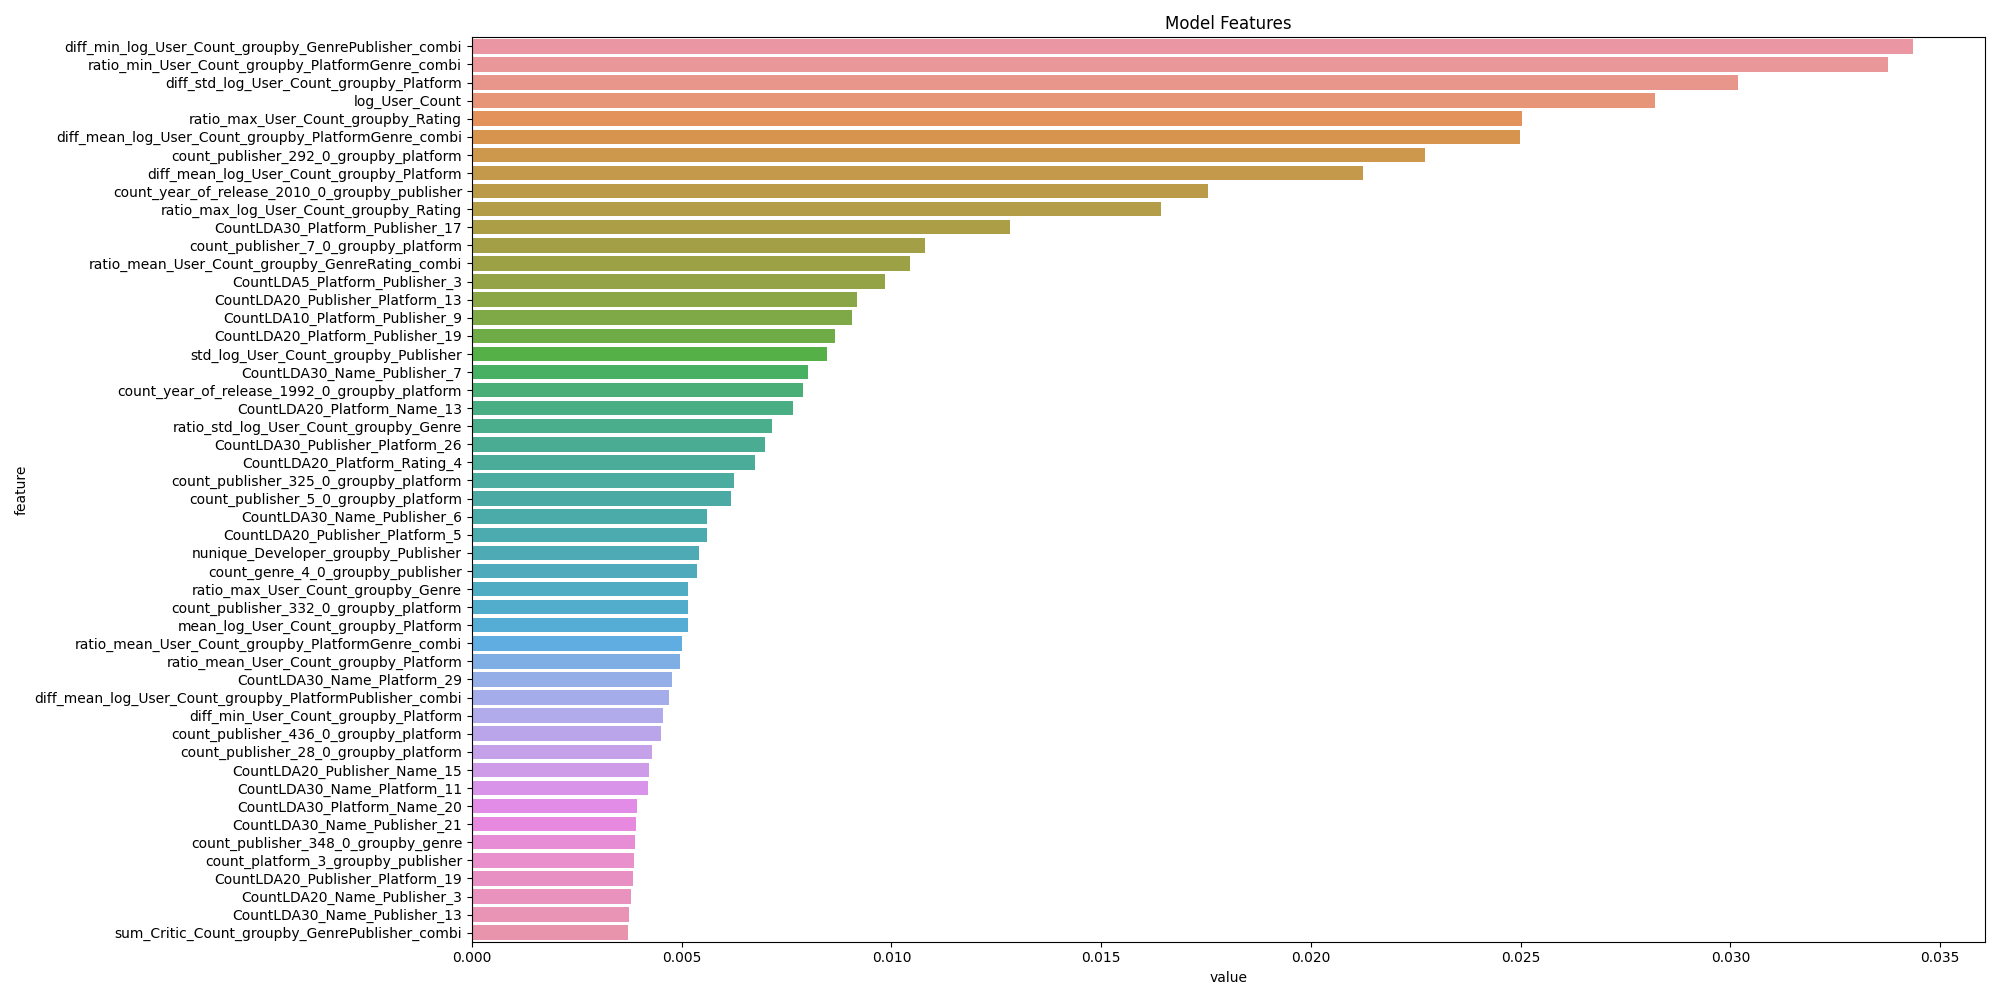 Model Features
feature
diff_min_log_User_Count_groupby_GenrePublisher_combi
ratio_min_User_Count_groupby_PlatformGenre_combi
diff_std_log_User_Count_groupby_Platform
log_User_Count
ratio_max_User_Count_groupby_Rating
diff_mean_log_User_Count_groupby_PlatformGenre_combi
count_publisher_292_0_groupby_platform
diff_mean_log_User_Count_groupby_Platform
count_year_of_release_2010_0_groupby_publisher
ratio_max_log_User_Count_groupby_Rating
CountLDA30_Platform_Publisher_17
count_publisher_7_0_groupby_platform
ratio_mean_User_Count_groupby_GenreRating_combi
CountLDA5_Platform_Publisher_3
CountLDA20_Publisher_Platform_13
CountLDA10_Platform_Publisher_9
CountLDA20_Platform_Publisher_19
std_log_User_Count_groupby_Publisher
CountLDA30_Name_Publisher_7
count_year_of_release_1992_0_groupby_platform
CountLDA20_Platform_Name_13
ratio_std_log_User_Count_groupby_Genre
CountLDA30_Publisher_Platform_26
CountLDA20_Platform_Rating_4
count_publisher_325_0_groupby_platform
count_publisher_5_0_groupby_platform
CountLDA30_Name_Publisher_6
CountLDA20_Publisher_Platform_5
nunique_Developer_groupby_Publisher
count_genre_4_0_groupby_publisher
ratio_max_User_Count_groupby_Genre
count_publisher_332_0_groupby_platform
mean_log_User_Count_groupby_Platform
ratio_mean_User_Count_groupby_PlatformGenre_combi
ratio_mean_User_Count_groupby_Platform
CountLDA30_Name_Platform_29
diff_mean_log_User_Count_groupby_PlatformPublisher_combi
diff_min_User_Count_groupby_Platform
count_publisher_436_0_groupby_platform
count_publisher_28_0_groupby_platform
CountLDA20_Publisher_Name_15
CountLDA30_Name_Platform_11
CountLDA30_Platform_Name_20
CountLDA30_Name_Publisher_21
count_publisher_348_0_groupby_genre
count_platform_3_groupby_publisher
CountLDA20_Publisher_Platform_19
CountLDA20_Name_Publisher_3
CountLDA30_Name_Publisher_13
sum_Critic_Count_groupby_GenrePublisher_combi
0.000 0.005 0.010 0.015 0.020 0.025 0.030 0.035
value